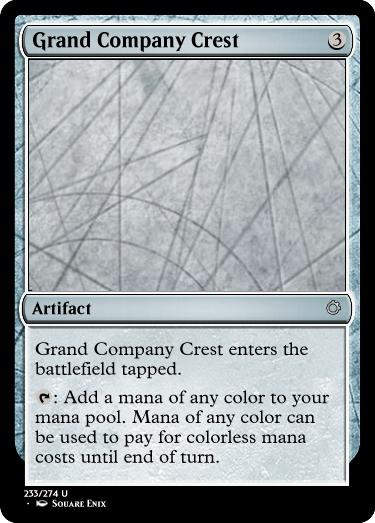 Grand Company Crest 3
Artifact
Grand Company Crest enters the
battlefield tapped.
: Add a mana of any color to your
mana pool. Mana of any color can
be used to pay for colorless mana
costs until end of turn.
233/274 U
· Square Enix